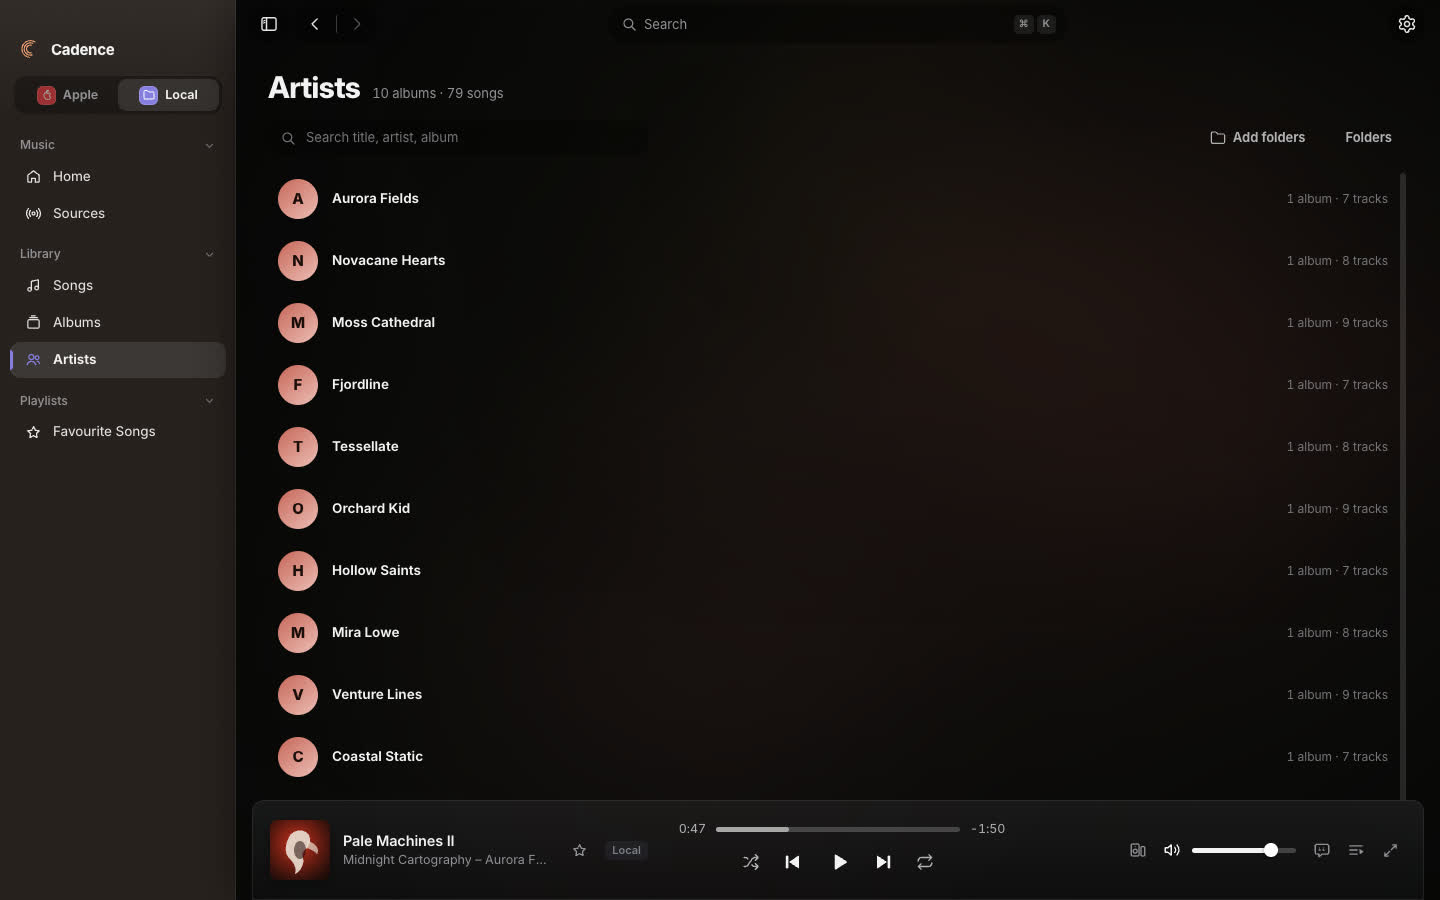 Cadence
Apple
Local
Music
Home
Sources
Library
Songs
Albums
Artists
Playlists
Favourite Songs
Search
⌘ K
Artists
10 albums · 79 songs
Search title, artist, album
Add folders
Folders
A Aurora Fields 1 album · 7 tracks
N Novacane Hearts 1 album · 8 tracks
M Moss Cathedral 1 album · 9 tracks
F Fjordline 1 album · 7 tracks
T Tessellate 1 album · 8 tracks
O Orchard Kid 1 album · 9 tracks
H Hollow Saints 1 album · 7 tracks
M Mira Lowe 1 album · 8 tracks
V Venture Lines 1 album · 9 tracks
C Coastal Static 1 album · 7 tracks
Pale Machines II
Midnight Cartography – Aurora F...
Local
0:47
-1:50